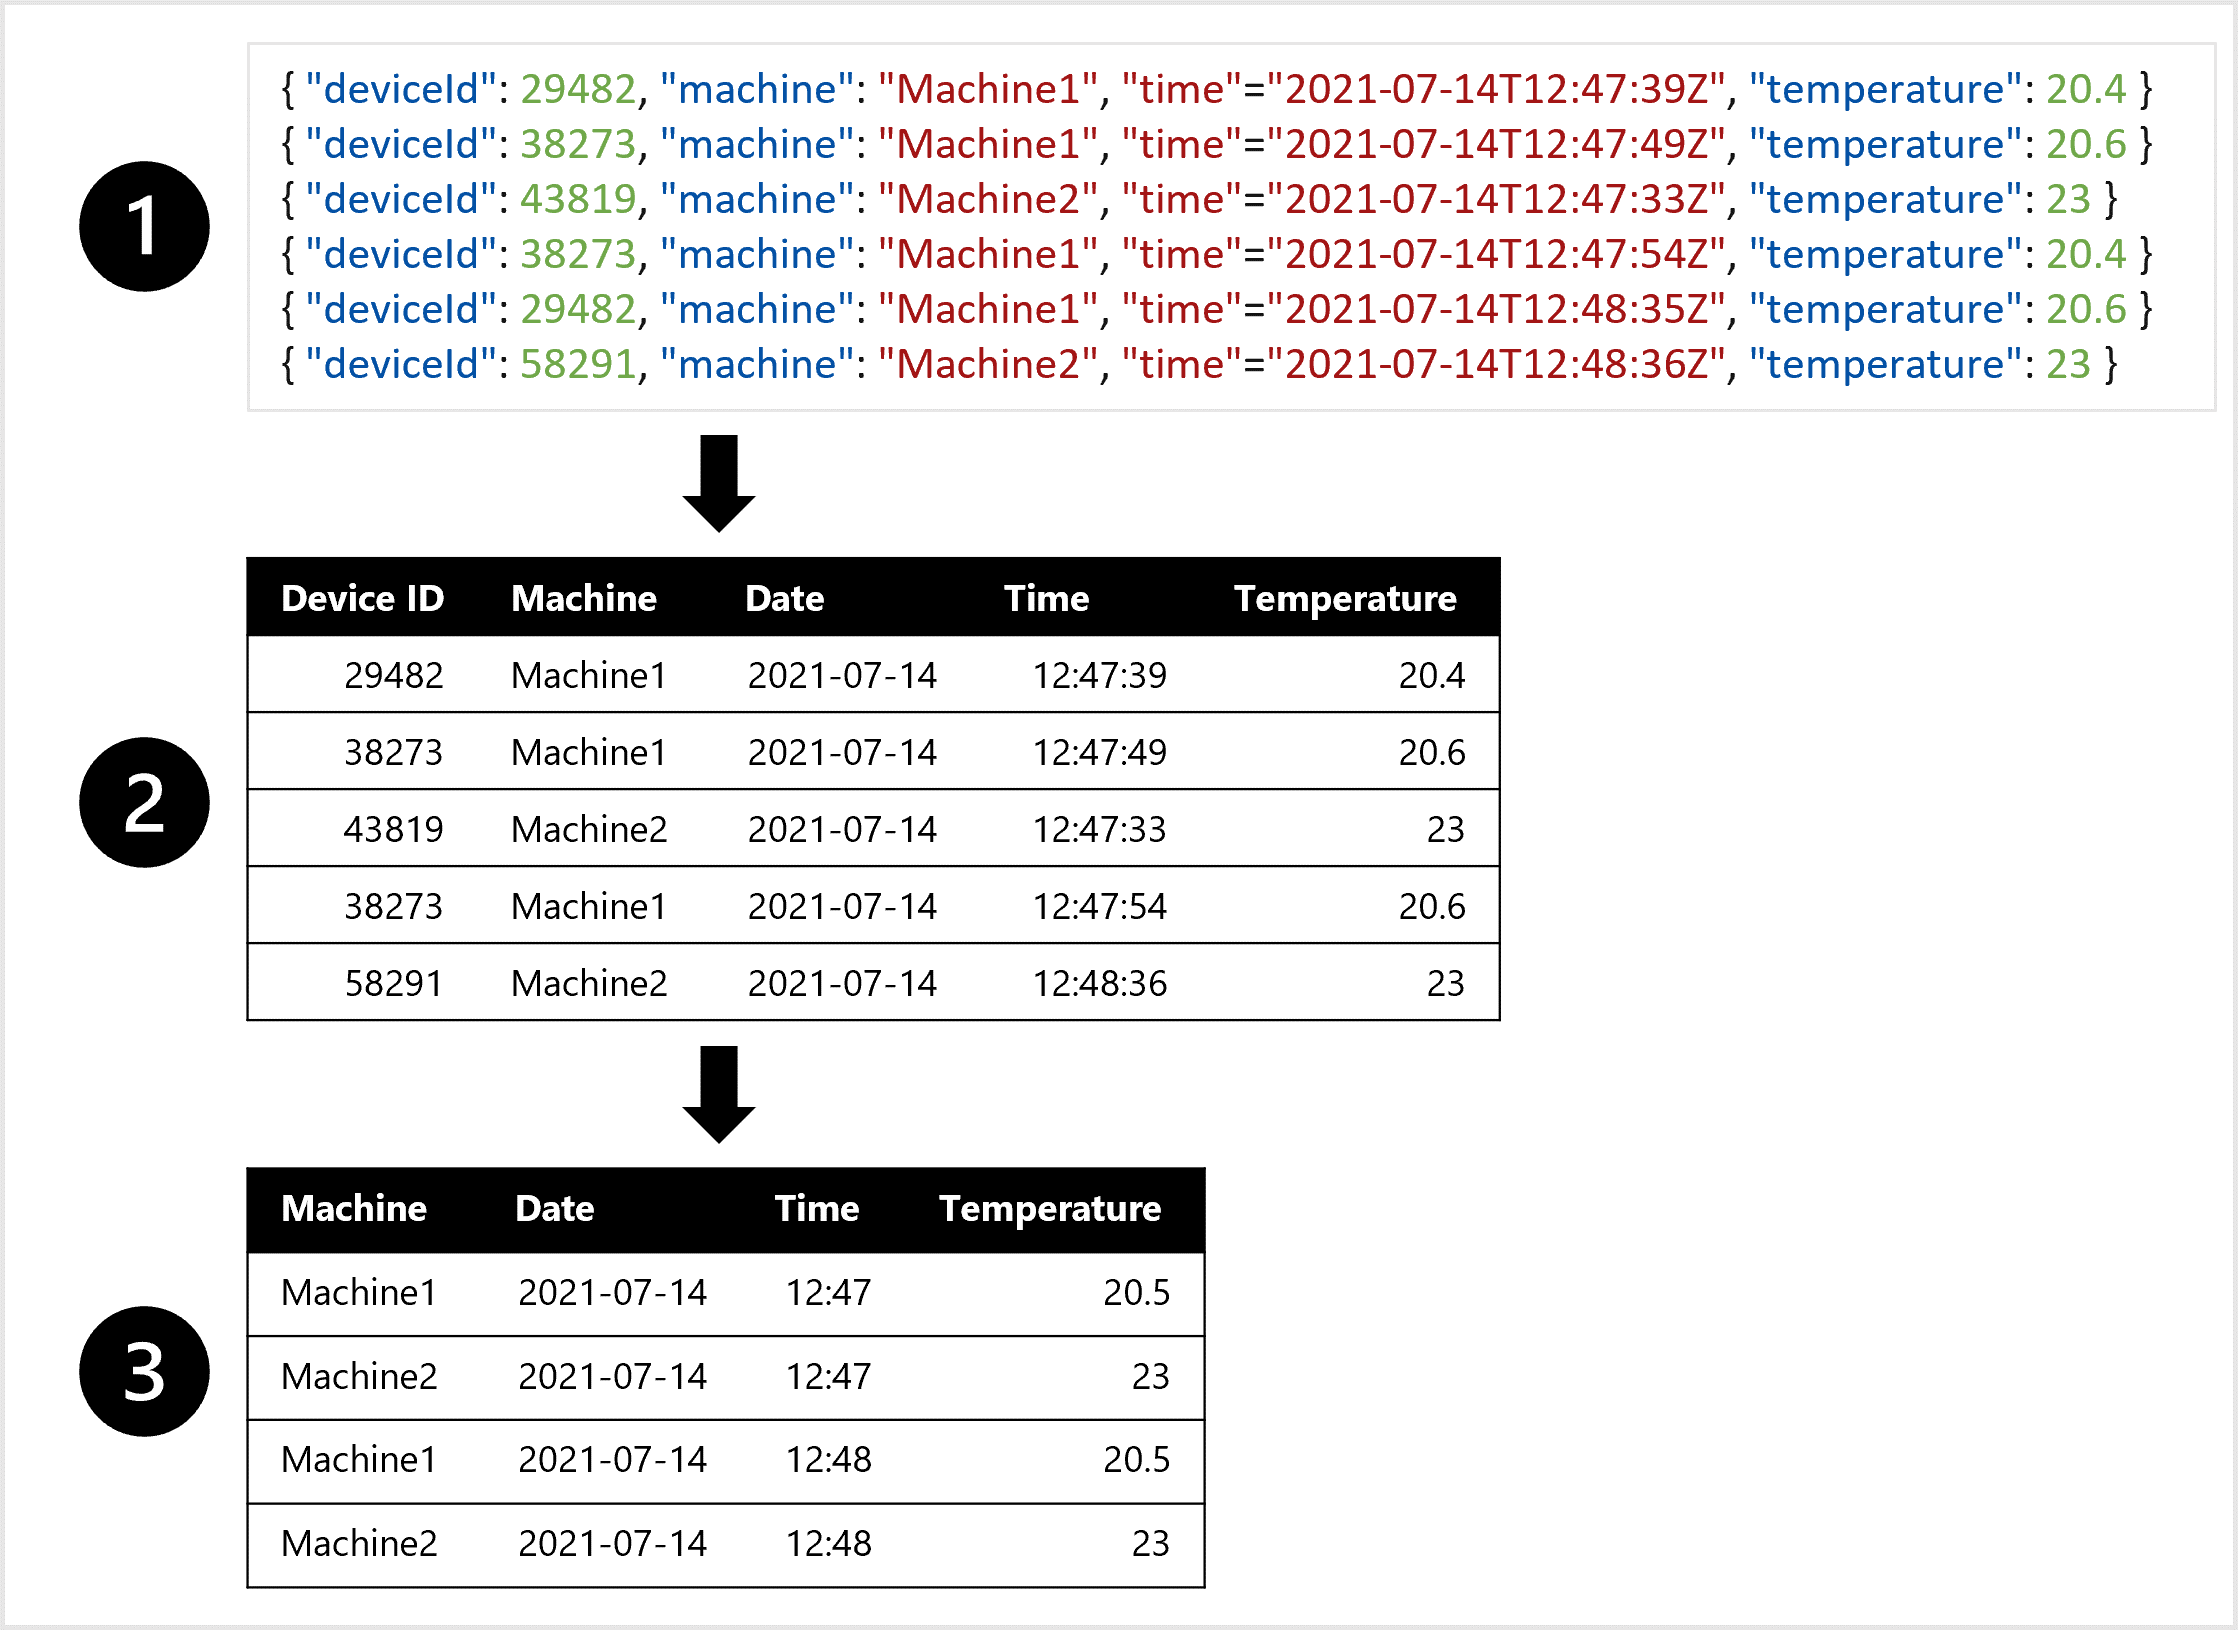 { "deviceId": 29482, "machine": "Machine1", "time"="2021-07-14T12:47:39Z", "temperature": 20.4 }
{ "deviceId": 38273, "machine": "Machine1", "time"="2021-07-14T12:47:49Z", "temperature": 20.6 }
{ "deviceId": 43819, "machine": "Machine2", "time"="2021-07-14T12:47:33Z", "temperature": 23 }
{ "deviceId": 38273, "machine": "Machine1", "time"="2021-07-14T12:47:54Z", "temperature": 20.4 }
{ "deviceId": 29482, "machine": "Machine1", "time"="2021-07-14T12:48:35Z", "temperature": 20.6 }
{ "deviceId": 58291, "machine": "Machine2", "time"="2021-07-14T12:48:36Z", "temperature": 23 }
1
Device ID Machine Date Time Temperature
29482 Machine1 2021-07-14 12:47:39 20.4
38273 Machine1 2021-07-14 12:47:49 20.6
43819 Machine2 2021-07-14 12:47:33 23
38273 Machine1 2021-07-14 12:47:54 20.6
58291 Machine2 2021-07-14 12:48:36 23
2
Machine Date Time Temperature
Machine1 2021-07-14 12:47 20.5
Machine2 2021-07-14 12:47 23
Machine1 2021-07-14 12:48 20.5
Machine2 2021-07-14 12:48 23
3